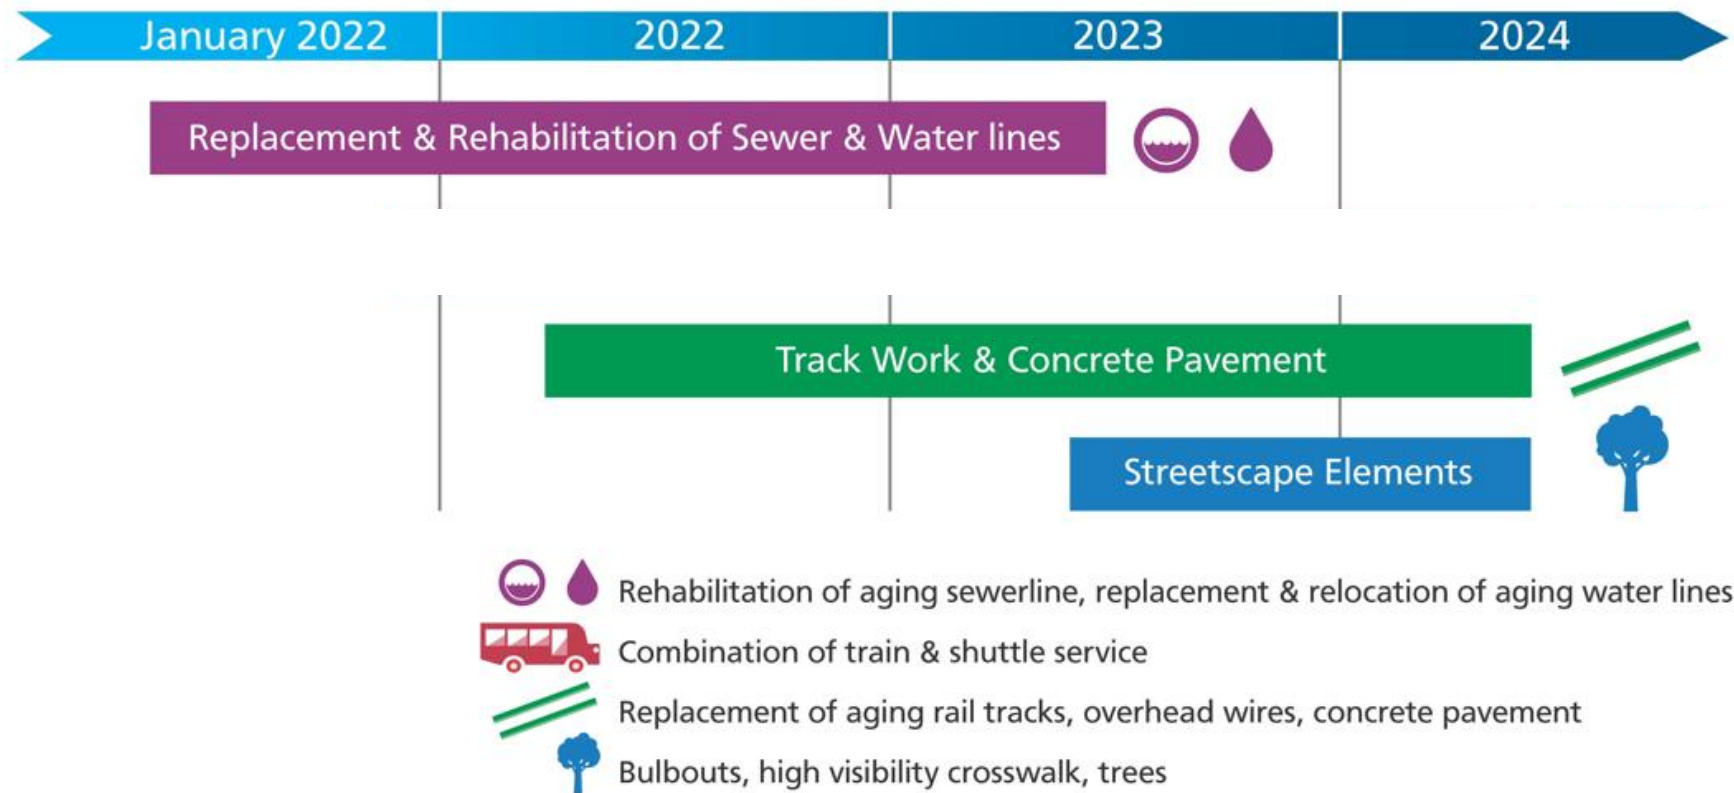 January 2022 2022 2023 2024
Replacement & Rehabilitation of Sewer & Water lines
Track Work & Concrete Pavement
Streetscape Elements
Rehabilitation of aging sewerline, replacement & relocation of aging water lines
Combination of train & shuttle service
Replacement of aging rail tracks, overhead wires, concrete pavement
Bulbouts, high visibility crosswalk, trees